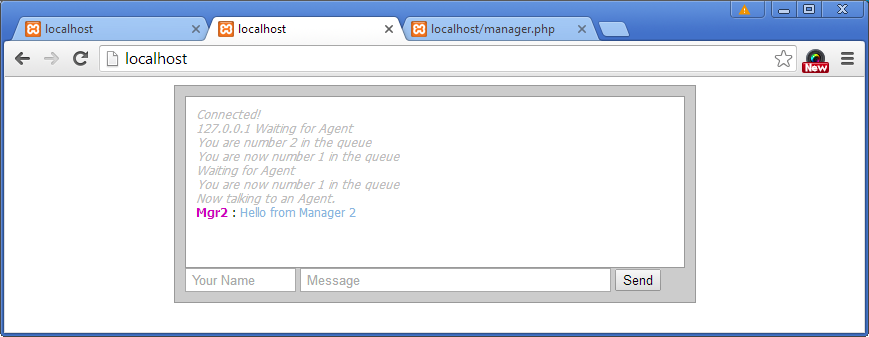 localhost
localhost
localhost/manager.php
localhost
New
Connected!
127.0.0.1 Waiting for Agent
You are number 2 in the queue
You are now number 1 in the queue
Waiting for Agent
You are now number 1 in the queue
Now talking to an Agent.
Mgr2 : Hello from Manager 2
Your Name
Message
Send